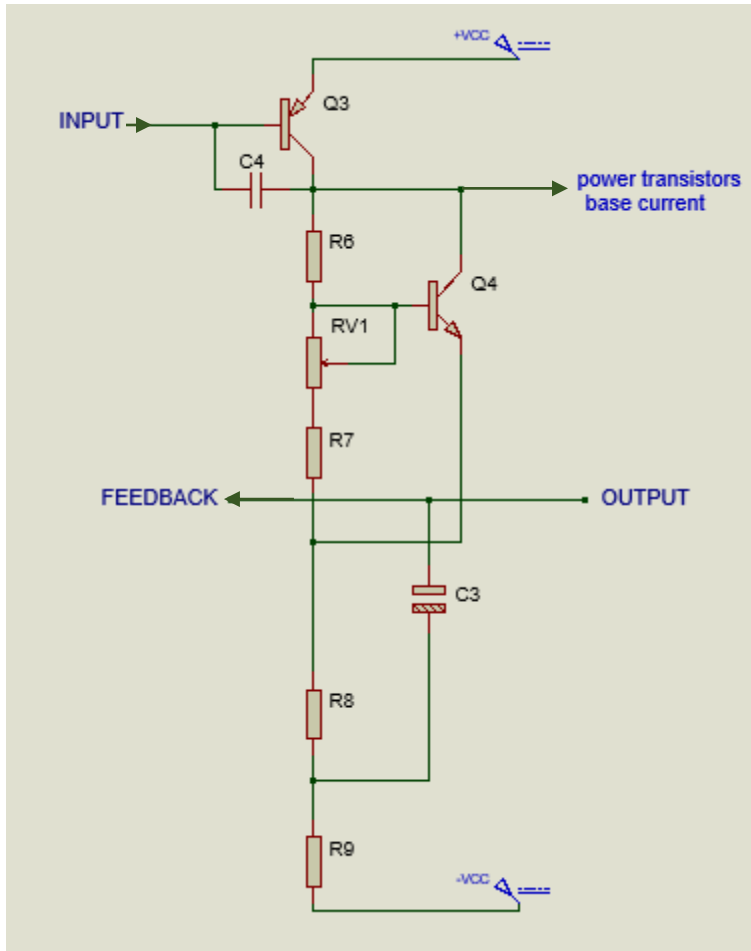 +VCC
Q3
INPUT
C4
power transistors
base current
R6
Q4
RV1
R7
FEEDBACK
OUTPUT
C3
R8
R9
-VCC